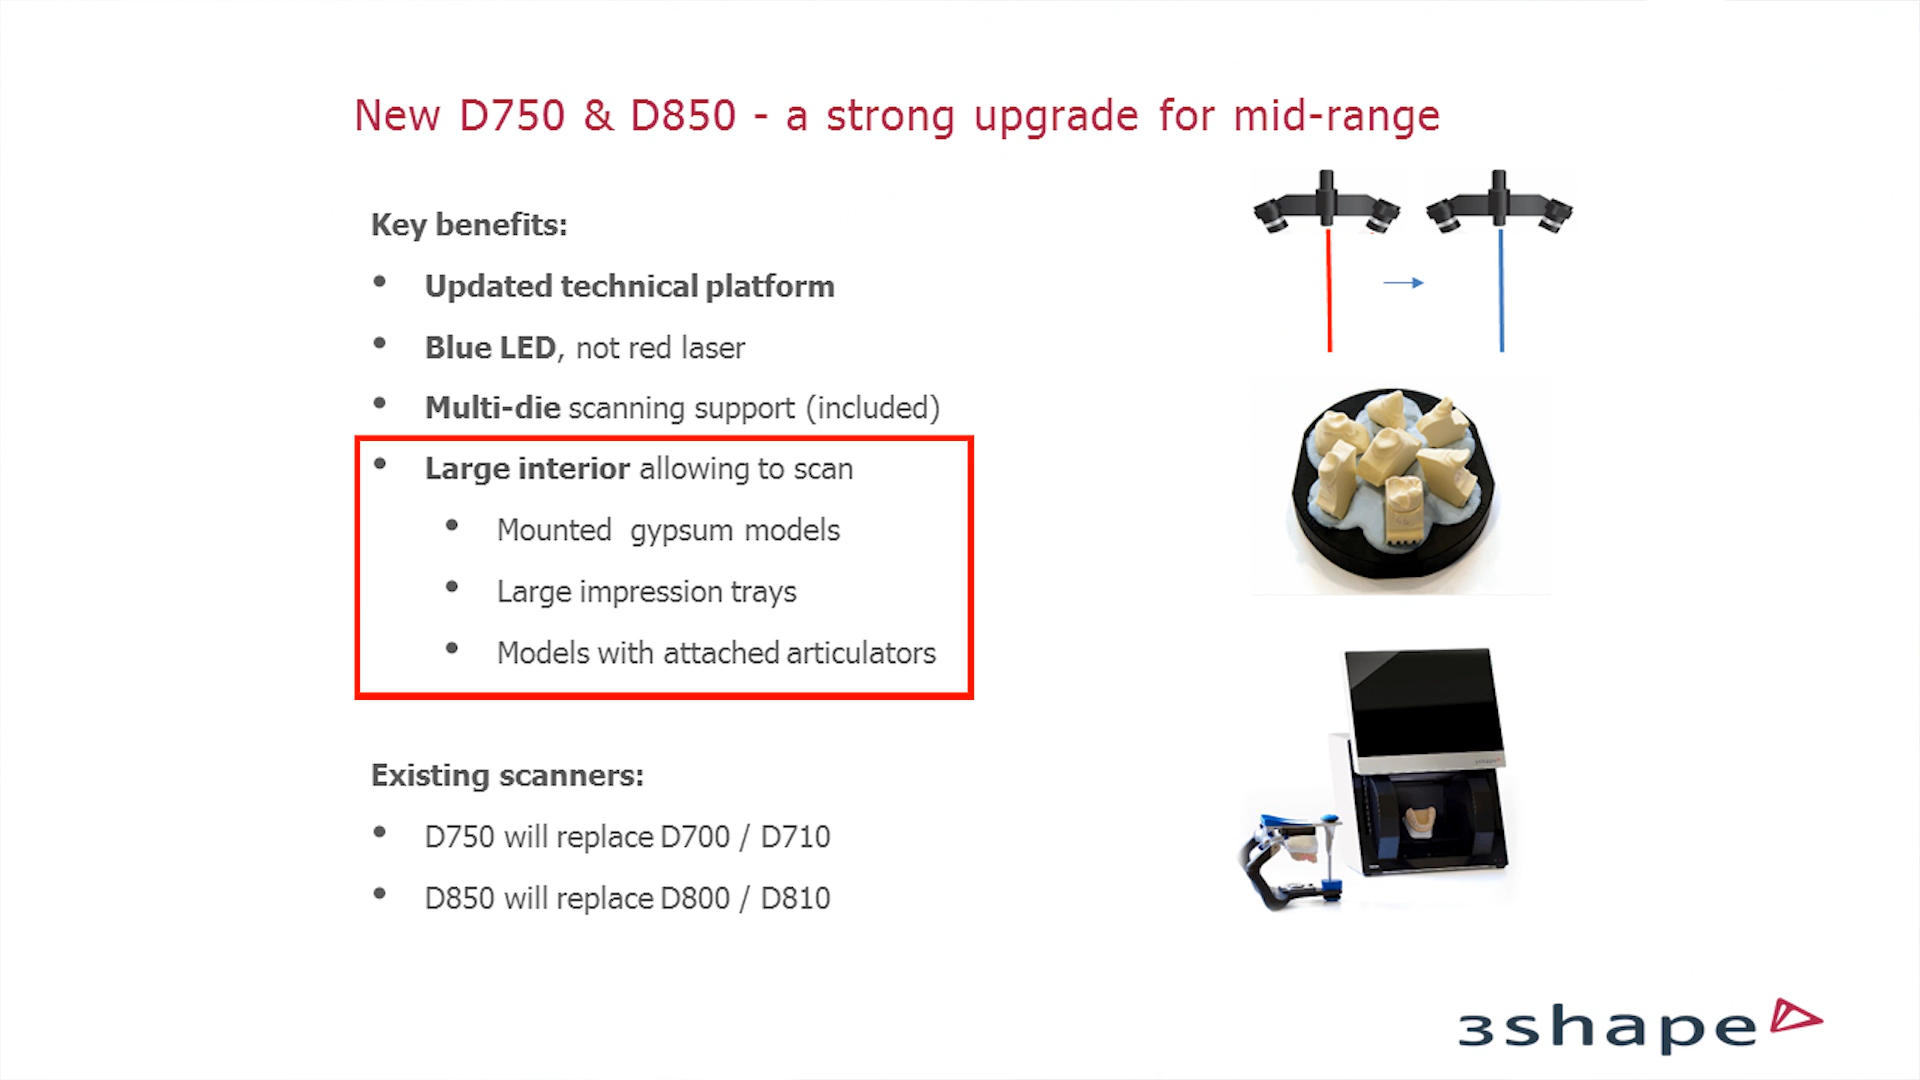 New D750 & D850 - a strong upgrade for mid-range
Key benefits:
• Updated technical platform
• Blue LED, not red laser
• Multi-die scanning support (included)
• Large interior allowing to scan
• Mounted gypsum models
• Large impression trays
• Models with attached articulators
Existing scanners:
• D750 will replace D700 / D710
• D850 will replace D800 / D810
3shape
3shape